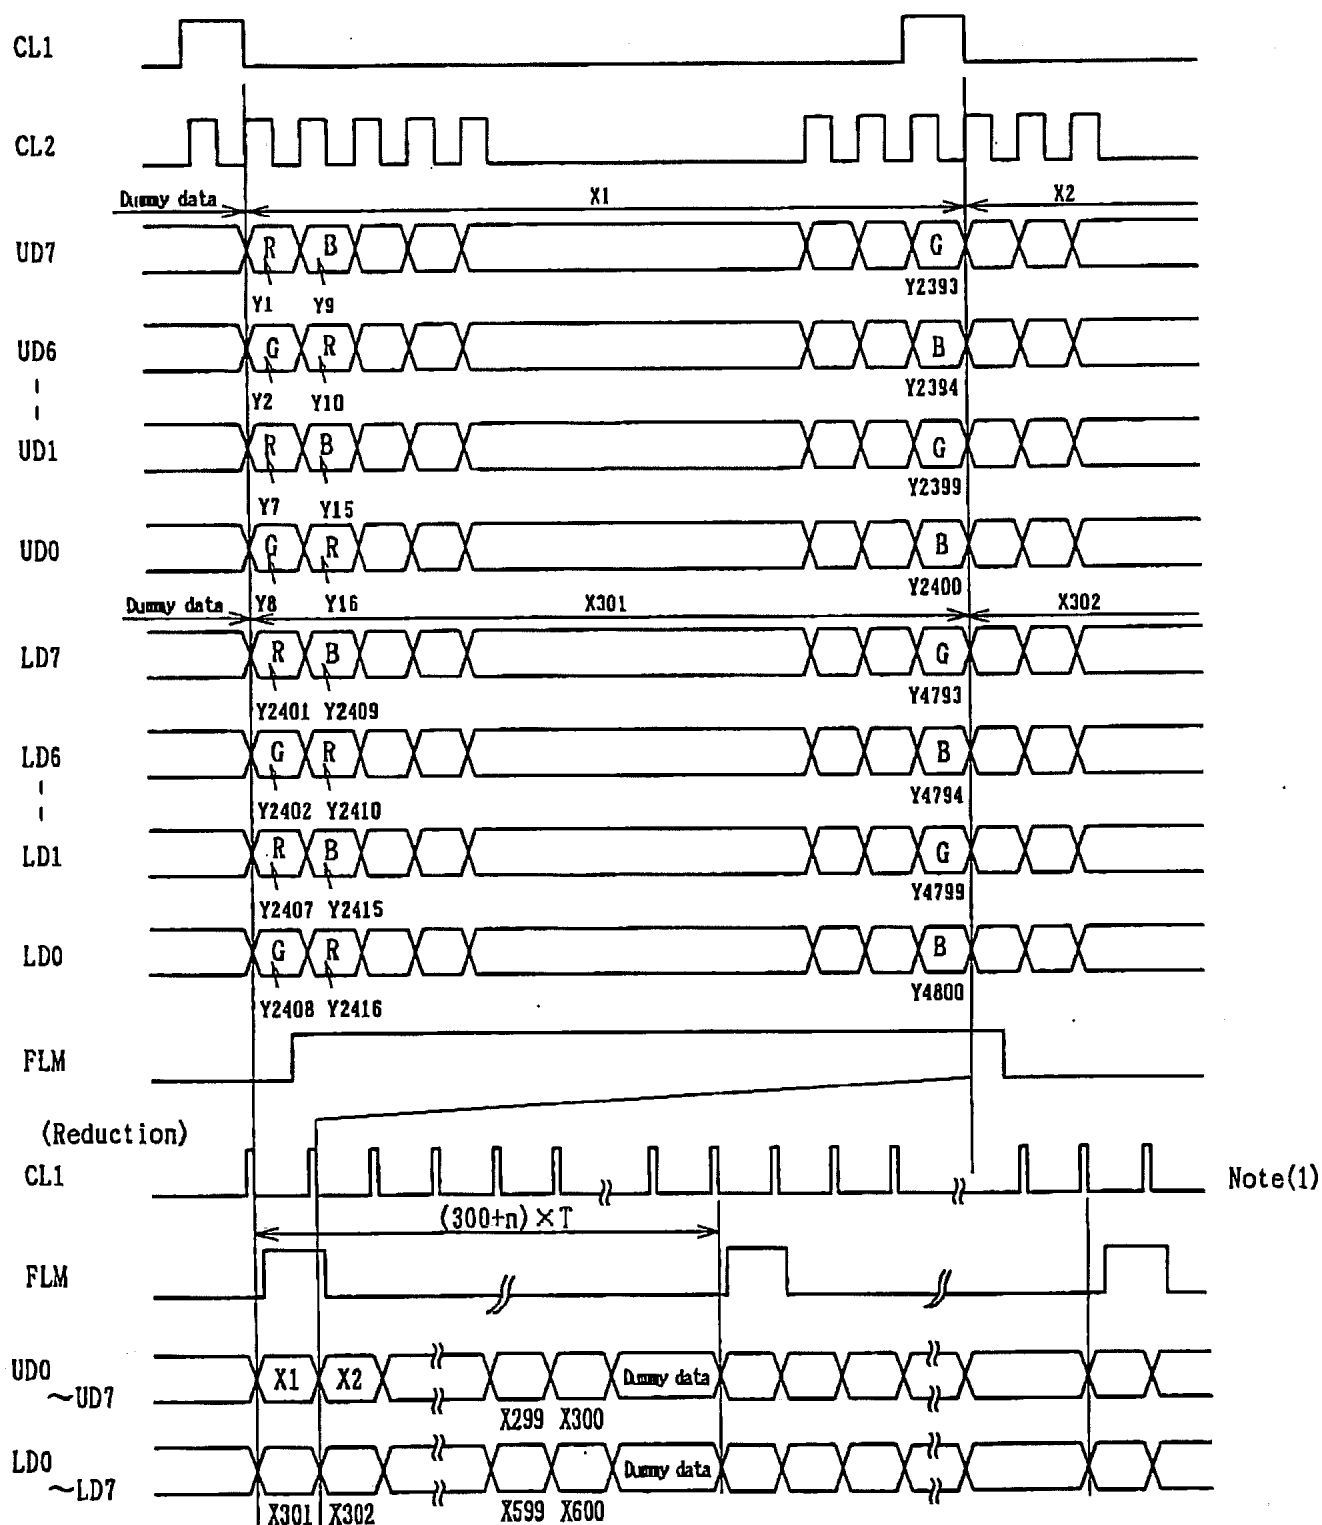 CL1
CL2
Dummy data X1 X2
UD7 R B G
Y1 Y9 Y2393
UD6 G R B
Y2 Y10 Y2394
UD1 R B G
Y7 Y15 Y2399
UD0 G R B
Y8 Y16 Y2400
Dummy data X301 X302
LD7 R B G
Y2401 Y2409 Y4793
LD6 G R B
Y2402 Y2410 Y4794
LD1 R B G
Y2407 Y2415 Y4799
LD0 G R B
Y2408 Y2416 Y4800
FLM
(Reduction)
CL1 Note(1)
(300+n)×T
FLM
UD0 X1 X2 Dummy data
~UD7 X299 X300
LD0 Dummy data
~LD7 X301 X302 X599 X600